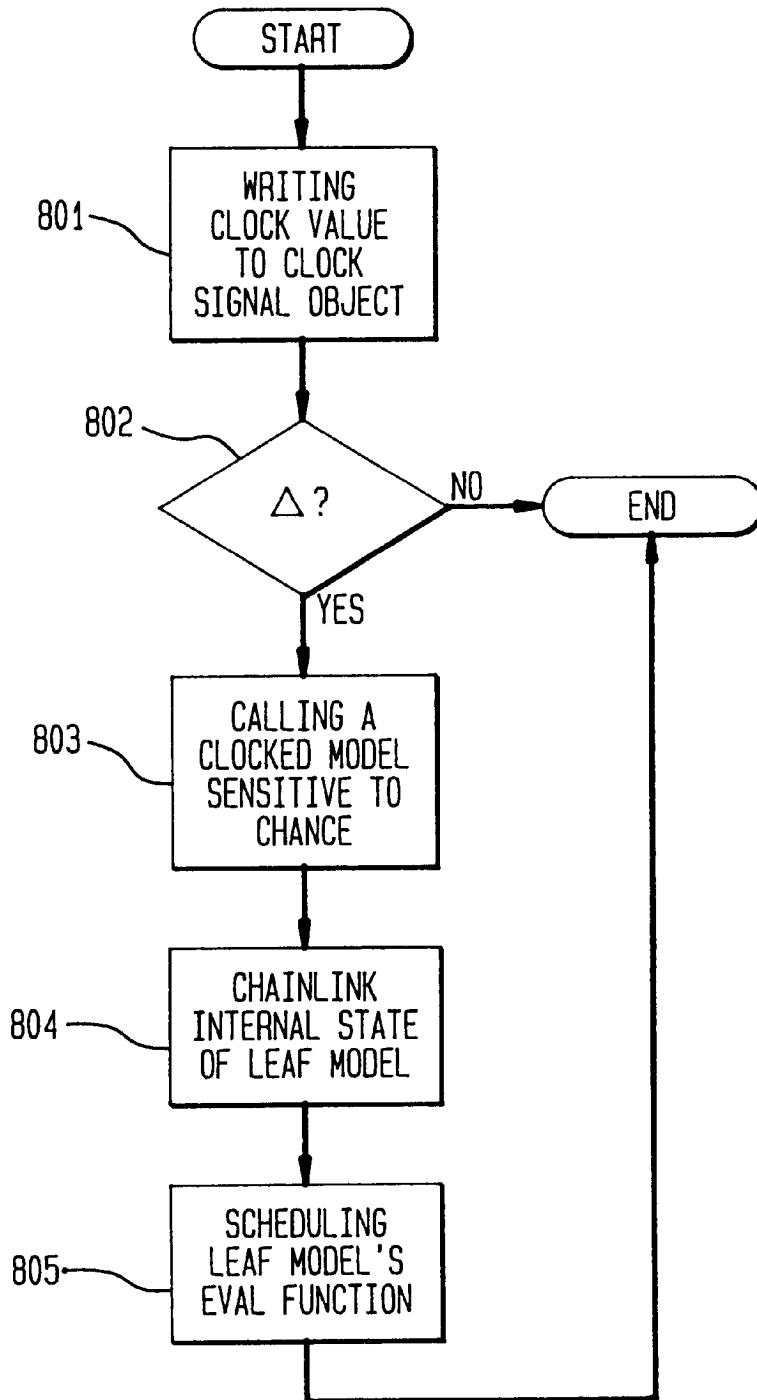 START
801
WRITING
CLOCK VALUE
TO CLOCK
SIGNAL OBJECT
802
△ ?
NO
END
YES
803
CALLING A
CLOCKED MODEL
SENSITIVE TO
CHANCE
804
CHAINLINK
INTERNAL STATE
OF LEAF MODEL
805
SCHEDULING
LEAF MODEL'S
EVAL FUNCTION